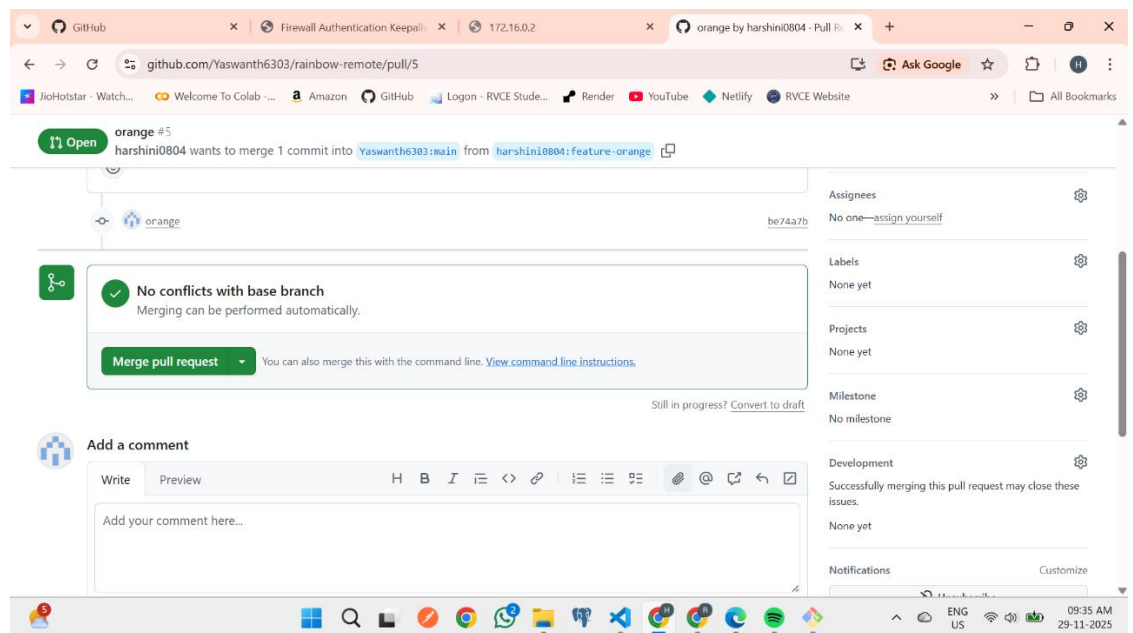 GitHub
Firewall Authentication Keepaliv
172.16.0.2
orange by harshini0804 · Pull R
github.com/Yaswanth6303/rainbow-remote/pull/5
Ask Google
H
JioHotstar - Watch...
Welcome To Colab -...
Amazon
GitHub
Logon - RVCE Stude...
Render
YouTube
Netlify
RVCE Website
All Bookmarks
Open
orange #5
harshini0804 wants to merge 1 commit into Yaswanth6303:main from harshini0804:feature-orange
orange
be74a7b
No conflicts with base branch
Merging can be performed automatically.
Merge pull request
You can also merge this with the command line. View command line instructions.
Still in progress? Convert to draft
Add a comment
Write
Preview
Add your comment here...
Assignees
No one—assign yourself
Labels
None yet
Projects
None yet
Milestone
No milestone
Development
Successfully merging this pull request may close these
issues.
None yet
Notifications
Customize
5
ENG
US
09:35 AM
29-11-2025